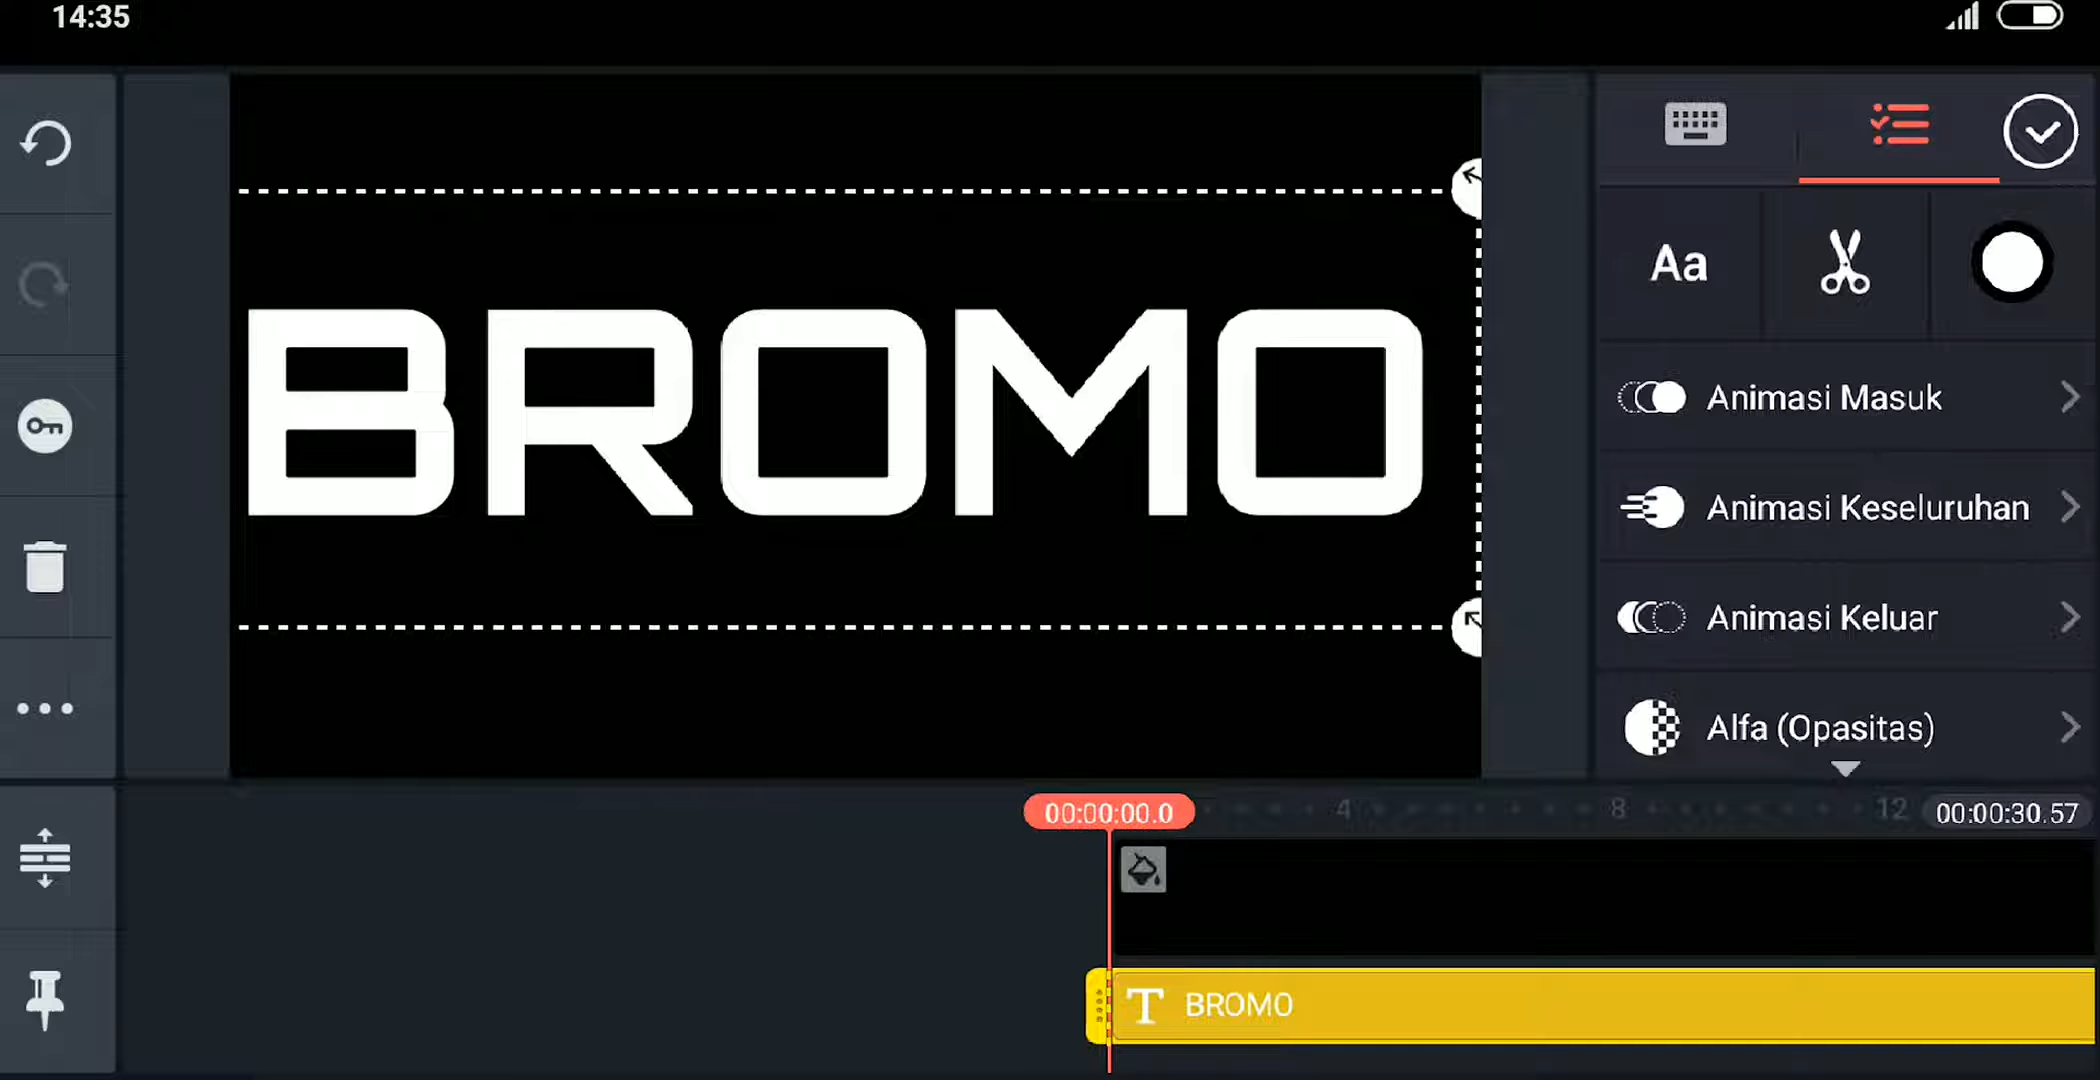 14:35
BROMO
Aa
Animasi Masuk
Animasi Keseluruhan
Animasi Keluar
Alfa (Opasitas)
00:00:00.0
4
8
12
00:00:30.57
T BROMO